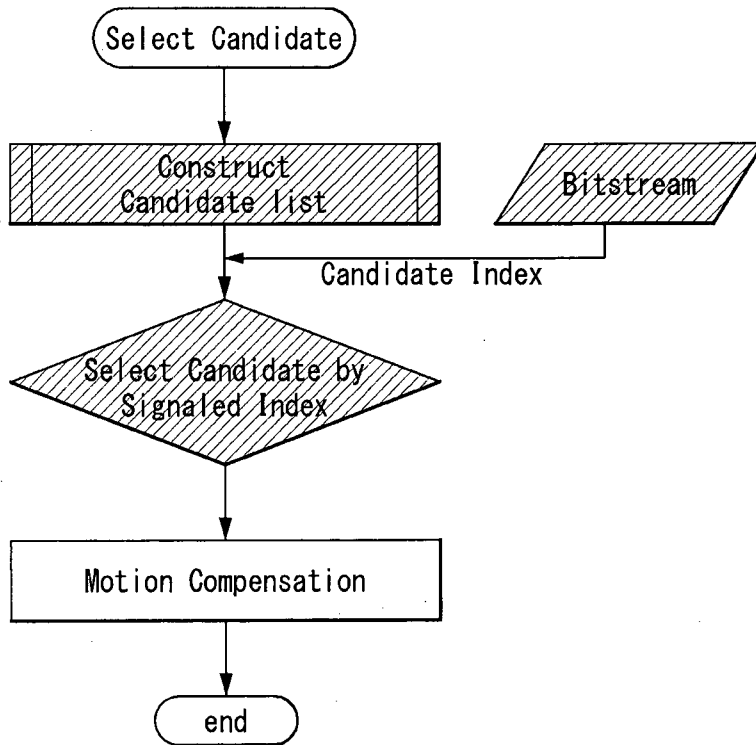 Select Candidate
Construct
Candidate list
Bitstream
Candidate Index
Select Candidate by
Signaled Index
Motion Compensation
end